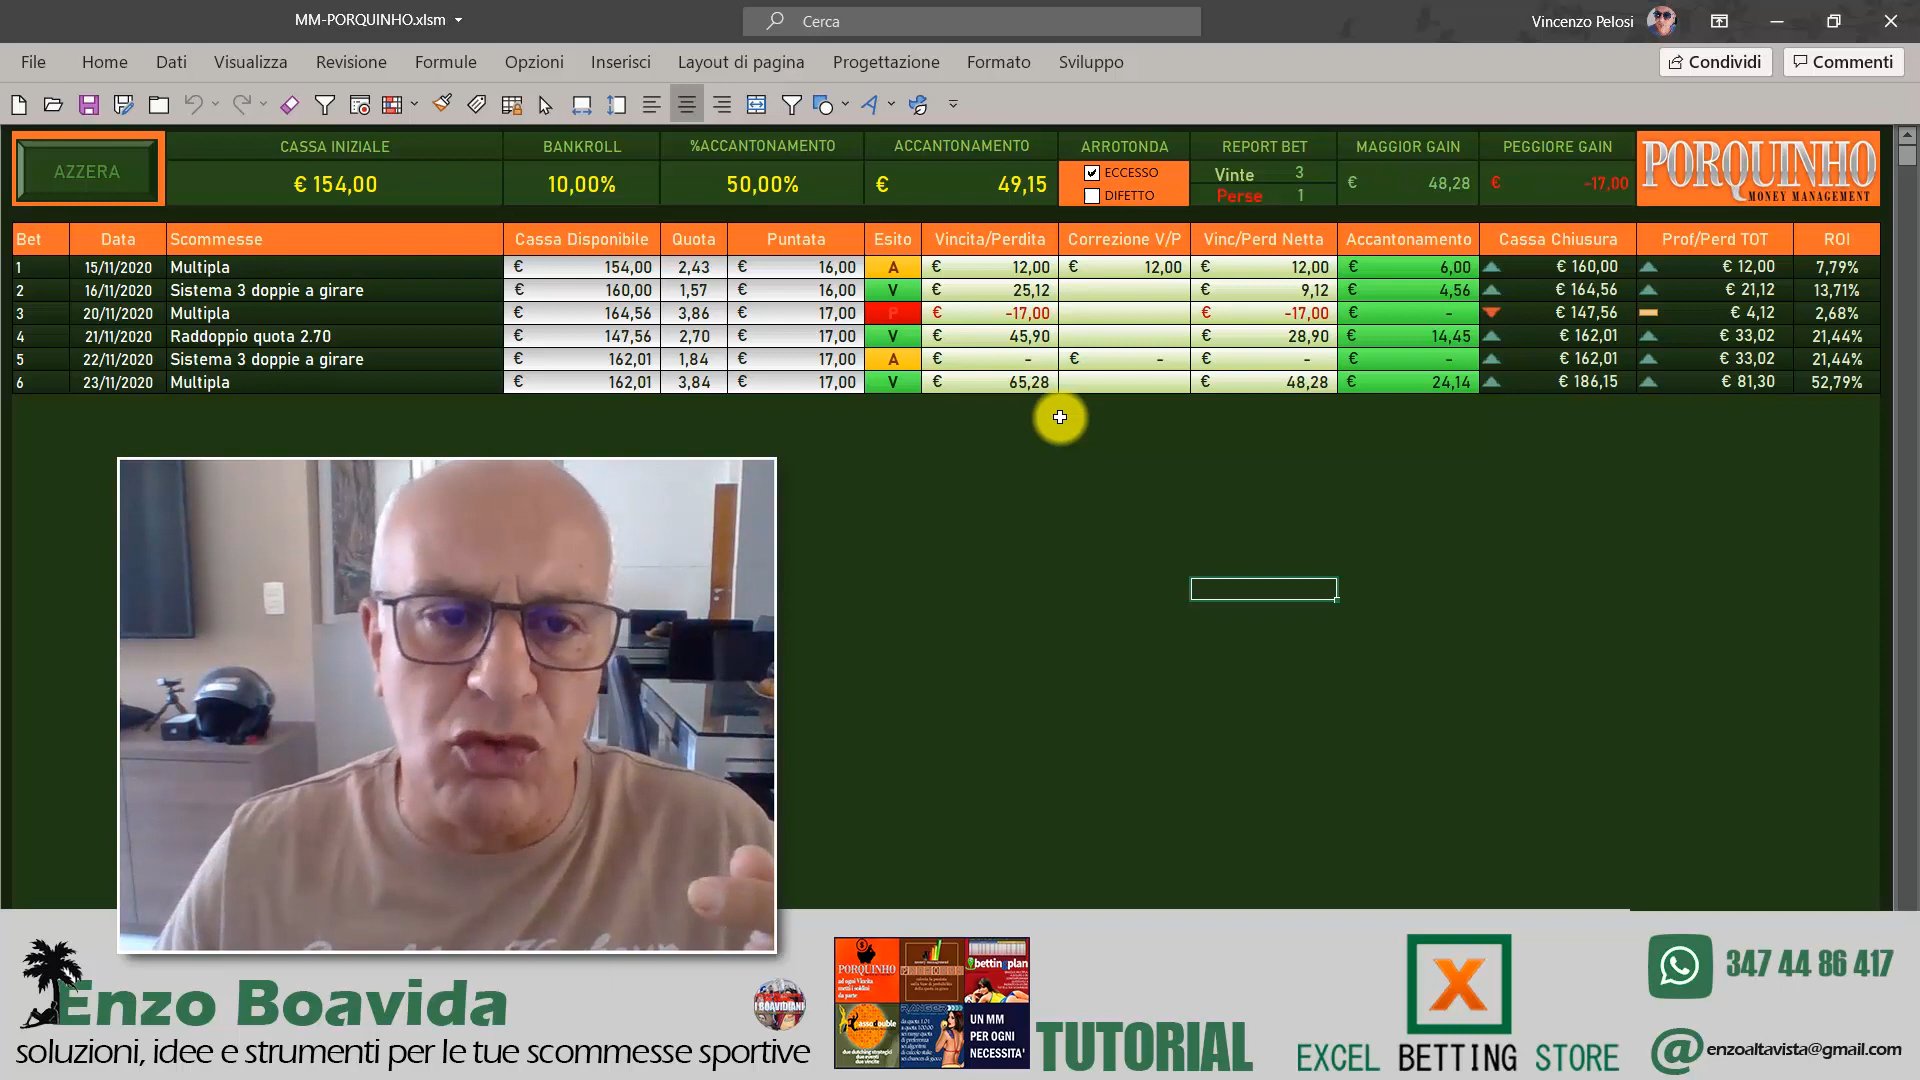 MM-PORQUINHO.xlsm
Cerca
Vincenzo Pelosi
File Home Dati Visualizza Revisione Formule Opzioni Inserisci Layout di pagina Progettazione Formato Sviluppo
Condividi
Commenti
AZZERA
CASSA INIZIALE BANKROLL %ACCANTONAMENTO ACCANTONAMENTO ARROTONDA REPORT BET MAGGIOR GAIN PEGGIORE GAIN
€ 154,00 10,00% 50,00% € 49,15
ECCESSO
DIFETTO
Vinte 3
Perse 1
€ 48,28
€ -17,00
PORQUINHO
MONEY MANAGEMENT
Bet Data Scommesse Cassa Disponibile Quota Puntata Esito Vincita/Perdita Correzione V/P Vinc/Perd Netta Accantonamento Cassa Chiusura Prof/Perd TOT ROI
1 15/11/2020 Multipla € 154,00 2,43 € 16,00 A € 12,00 € 12,00 € 12,00 € 6,00 € 160,00 € 12,00 7,79%
2 16/11/2020 Sistema 3 doppie a girare € 160,00 1,57 € 16,00 V € 25,12 € 9,12 € 4,56 € 164,56 € 21,12 13,71%
3 20/11/2020 Multipla € 164,56 3,86 € 17,00 P € -17,00 € -17,00 € - € 147,56 € 4,12 2,68%
4 21/11/2020 Raddoppio quota 2.70 € 147,56 2,70 € 17,00 V € 45,90 € 28,90 € 14,45 € 162,01 € 33,02 21,44%
5 22/11/2020 Sistema 3 doppie a girare € 162,01 1,84 € 17,00 A € - € - € - € - € 162,01 € 33,02 21,44%
6 23/11/2020 Multipla € 162,01 3,84 € 17,00 V € 65,28 € 48,28 € 24,14 € 186,15 € 81,30 52,79%
Enzo Boavida
soluzioni, idee e strumenti per le tue scommesse sportive
I BOAVIDIANI
PORQUINHO
ad ogni Vincita
metti i soldini
da parte
bettingplan
RANGER
UN MM
PER OGNI
NECESSITA'
TUTORIAL
X
EXCEL BETTING STORE
347 44 86 417
@ enzoaltavista@gmail.com